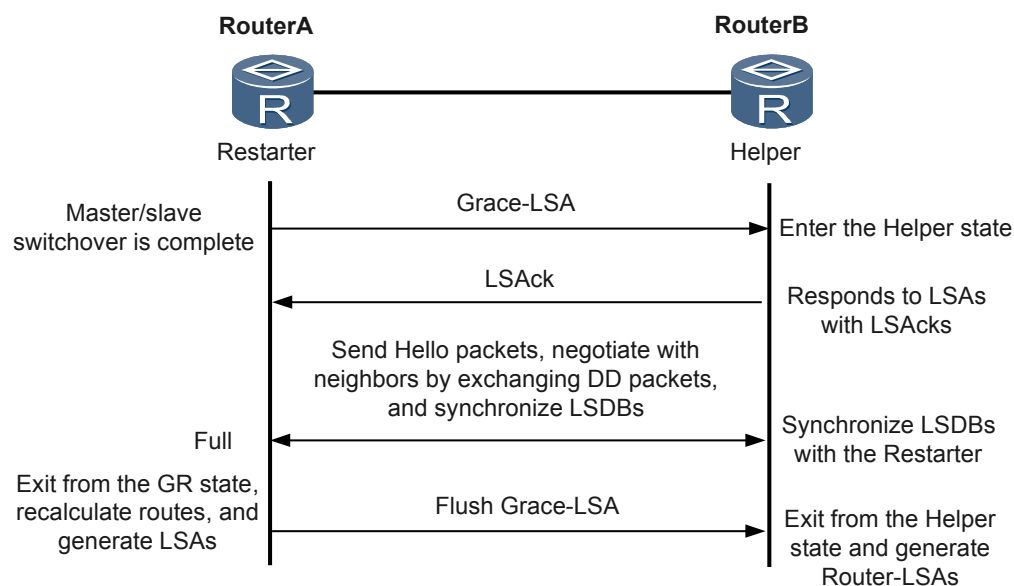 RouterA
RouterB
R
R
Restarter
Helper
Master/slave
switchover is complete
Grace-LSA
Enter the Helper state
LSAck
Responds to LSAs
with LSAcks
Send Hello packets, negotiate with
neighbors by exchanging DD packets,
and synchronize LSDBs
Full
Synchronize LSDBs
with the Restarter
Exit from the GR state,
recalculate routes, and
generate LSAs
Flush Grace-LSA
Exit from the Helper
state and generate
Router-LSAs